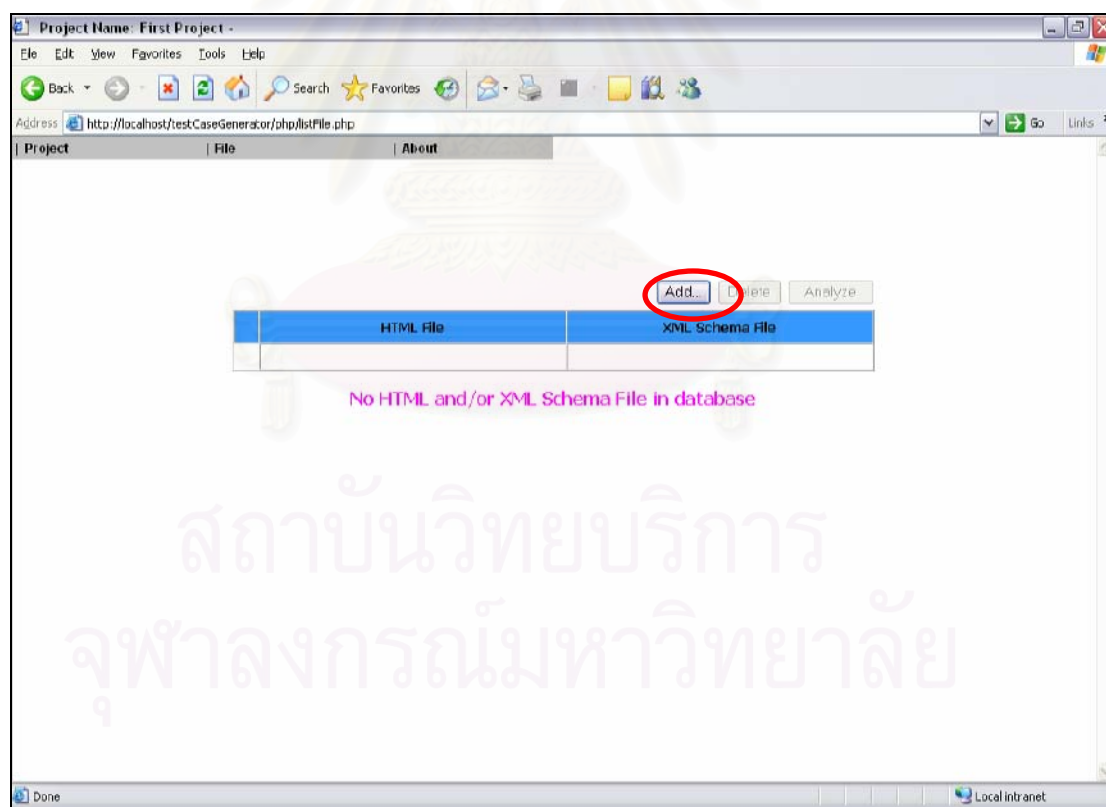 Project Name: First Project -
File Edit View Favorites Tools Help
Back Search Favorites
Address http://localhost/testCaseGenerator/php/listFile.php Go Links
| Project | File | About
Add... Delete Analyze
HTML File XML Schema File
No HTML and/or XML Schema File in database
สถาบันวิทยบริการ
จุฬาลงกรณ์มหาวิทยาลัย
Done Local intranet